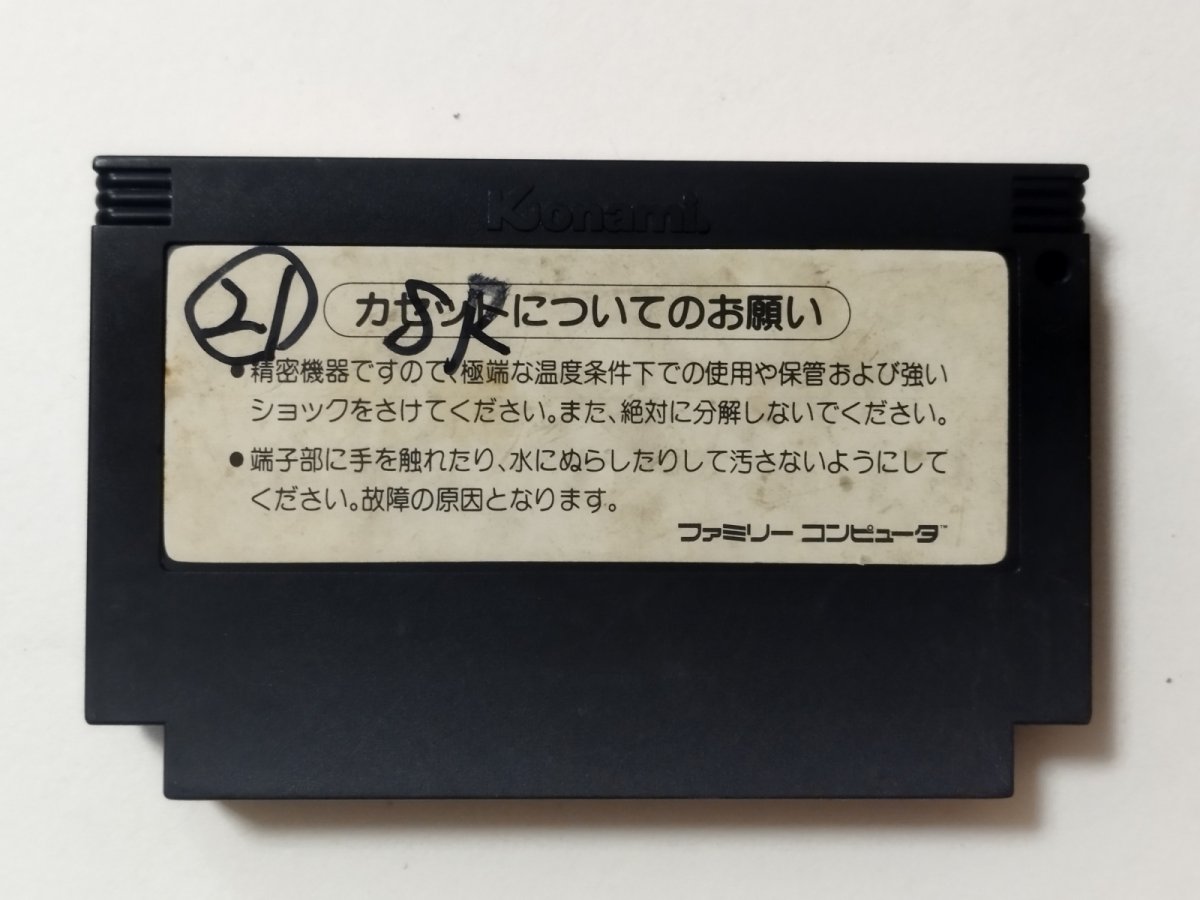 Konami
21
SK
カセットについてのお願い
●精密機器ですので、極端な温度条件下での使用や保管および強い
ショックをさけてください。また、絶対に分解しないでください。
●端子部に手を触れたり、水にぬらしたりして汚さないようにして
ください。故障の原因となります。
ファミリー コンピュータ™